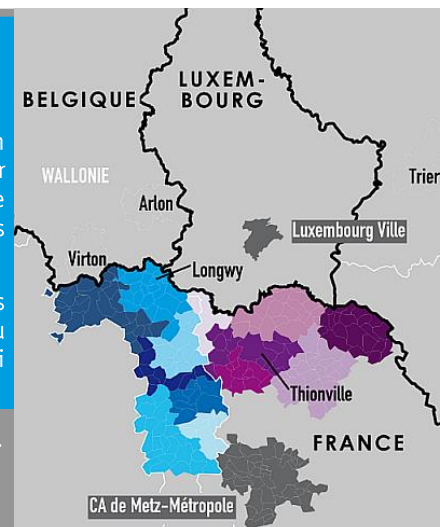 BELGIQUE
LUXEM-
BOURG
WALLONIE
Trier
Arlon
Luxembourg Ville
Virton
Longwy
Thionville
FRANCE
CA de Metz-Métropole